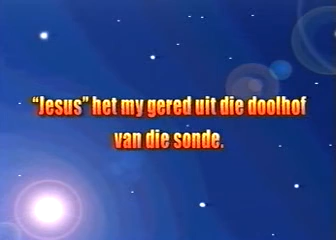 “Jesus” het my gered uit die doolhof
van die sonde.